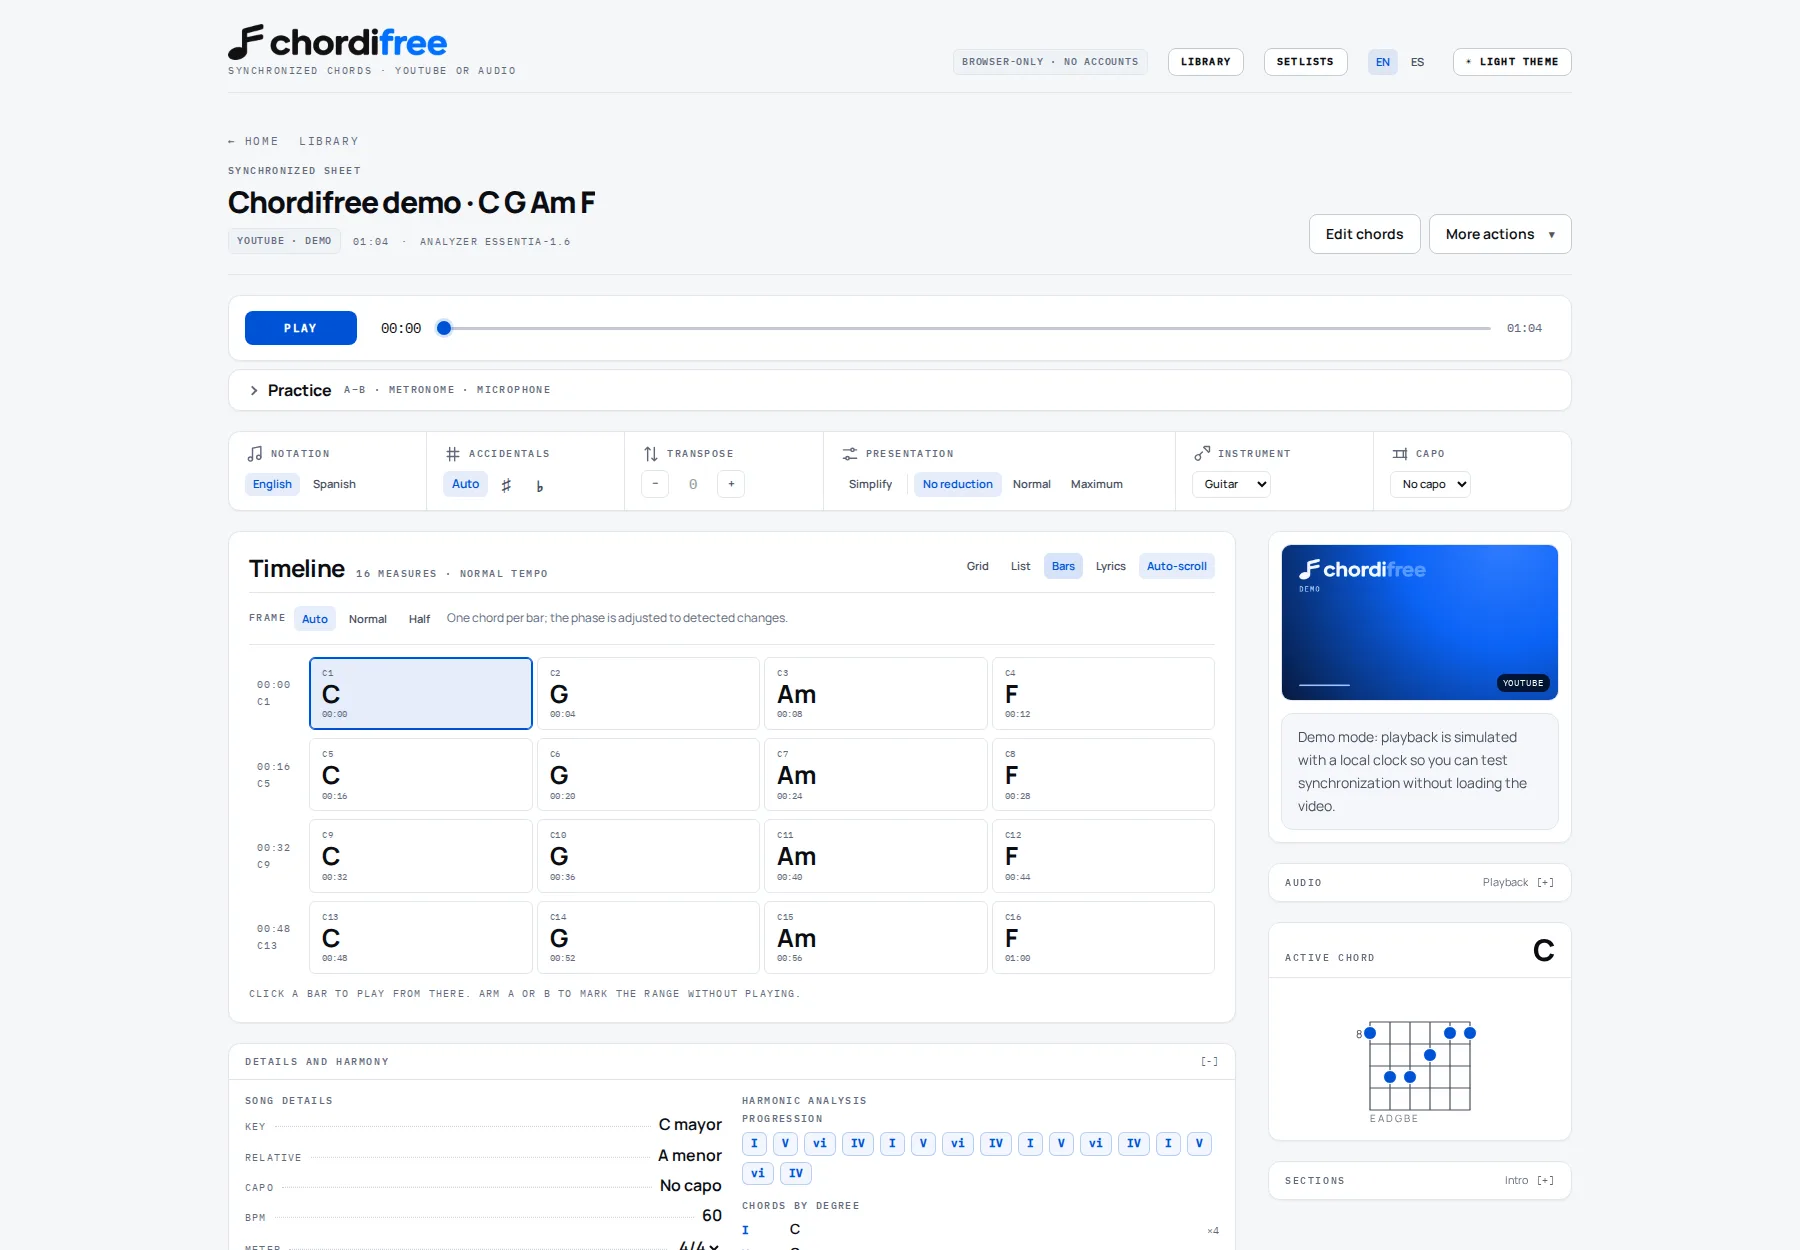 chordifree
SYNCHRONIZED CHORDS · YOUTUBE OR AUDIO
BROWSER-ONLY · NO ACCOUNTS
LIBRARY
SETLISTS
EN
ES
☀ LIGHT THEME
← HOME
LIBRARY
SYNCHRONIZED SHEET
Chordifree demo · C G Am F
YOUTUBE · DEMO
01:04 · ANALYZER ESSENTIA-1.6
Edit chords
More actions ▾
PLAY
00:00
01:04
Practice
A–B · METRONOME · MICROPHONE
NOTATION
English
Spanish
ACCIDENTALS
Auto
♯
♭
TRANSPOSE
−
0
+
PRESENTATION
Simplify
No reduction
Normal
Maximum
INSTRUMENT
Guitar
CAPO
No capo
Timeline
16 MEASURES · NORMAL TEMPO
Grid
List
Bars
Lyrics
Auto-scroll
FRAME
Auto
Normal
Half
One chord per bar; the phase is adjusted to detected changes.
00:00
C1
C1
C
00:00
C2
G
00:04
C3
Am
00:08
C4
F
00:12
00:16
C5
C5
C
00:16
C6
G
00:20
C7
Am
00:24
C8
F
00:28
00:32
C9
C9
C
00:32
C10
G
00:36
C11
Am
00:40
C12
F
00:44
00:48
C13
C13
C
00:48
C14
G
00:52
C15
Am
00:56
C16
F
01:00
CLICK A BAR TO PLAY FROM THERE. ARM A OR B TO MARK THE RANGE WITHOUT PLAYING.
chordifree
DEMO
YOUTUBE
Demo mode: playback is simulated
with a local clock so you can test
synchronization without loading the
video.
AUDIO
Playback [+]
ACTIVE CHORD
C
8
EADGBE
SECTIONS
Intro [+]
DETAILS AND HARMONY
[-]
SONG DETAILS
KEY C mayor
RELATIVE A menor
CAPO No capo
BPM 60
METER 4/4
HARMONIC ANALYSIS
PROGRESSION
I V vi IV I V vi IV I V vi IV I V
vi IV
CHORDS BY DEGREE
I C ×4